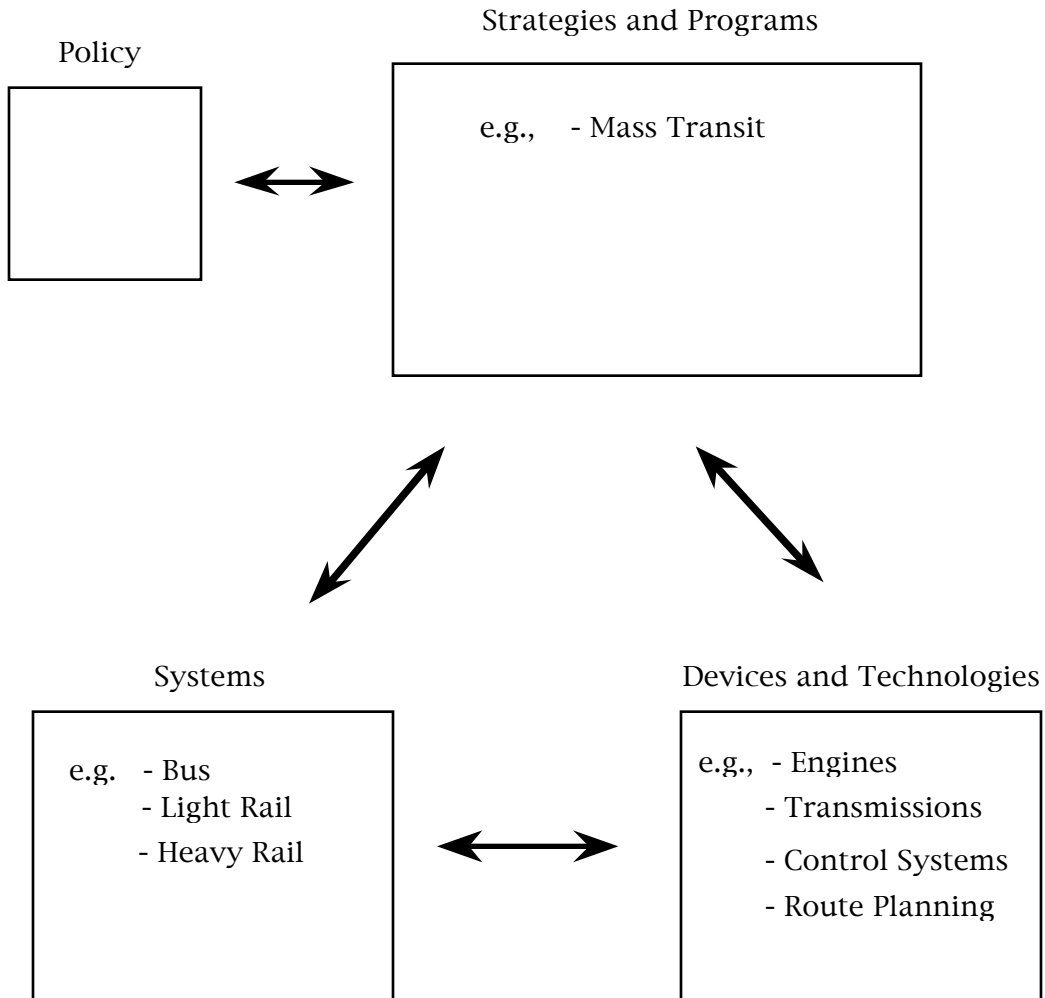 Strategies and Programs
Policy
e.g., - Mass Transit
Systems
e.g. - Bus
- Light Rail
- Heavy Rail
Devices and Technologies
e.g., - Engines
- Transmissions
- Control Systems
- Route Planning